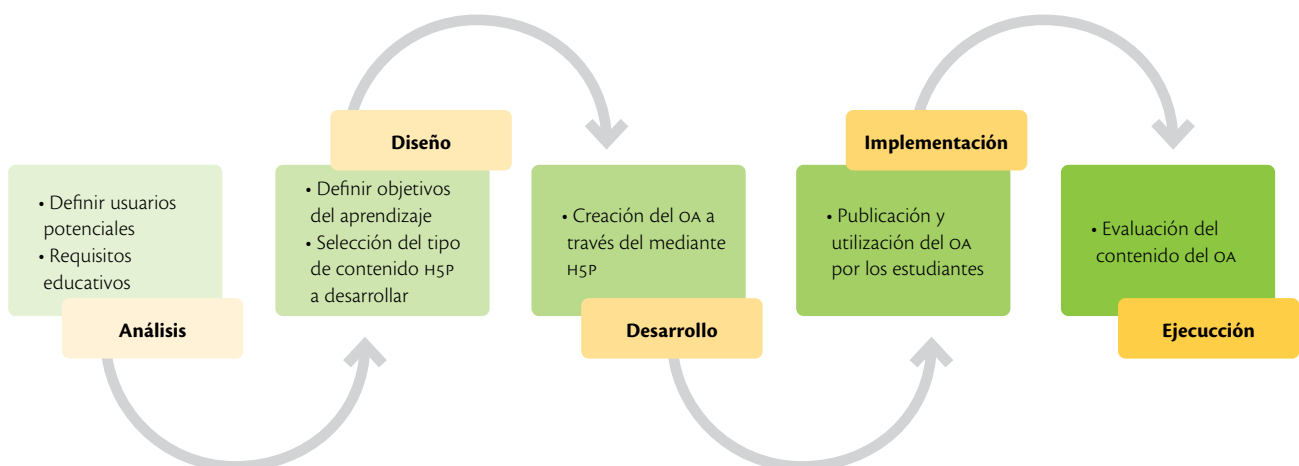 • Definir usuarios
potenciales
• Requisitos
educativos
Análisis
Diseño
• Definir objetivos
del aprendizaje
• Selección del tipo
de contenido H5P
a desarrollar
• Creación del OA a
través del mediante
H5P
Desarrollo
Implementación
• Publicación y
utilización del OA
por los estudiantes
• Evaluación del
contenido del OA
Ejecucción